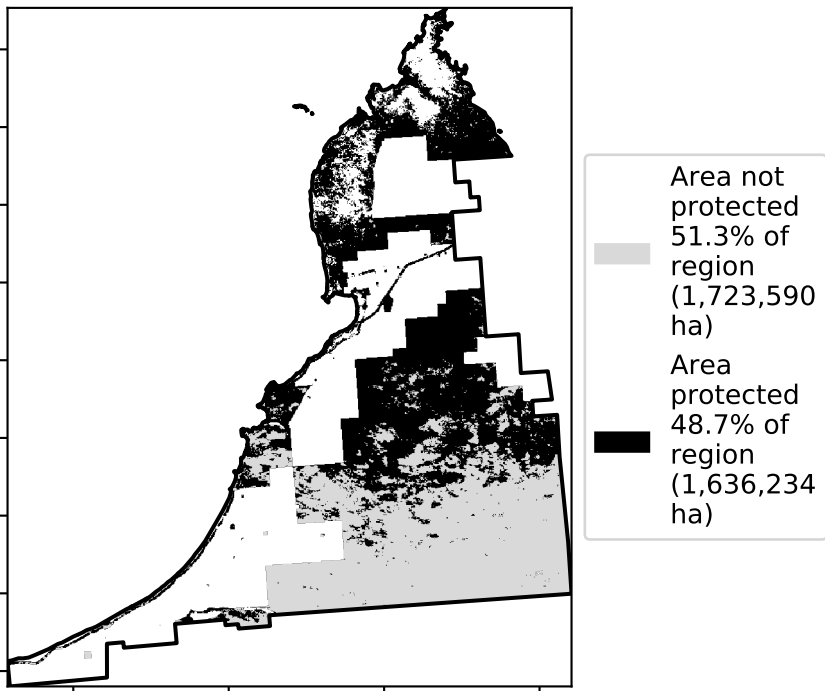 Area not
protected
51.3% of
region
(1,723,590
ha)
Area
protected
48.7% of
region
(1,636,234
ha)